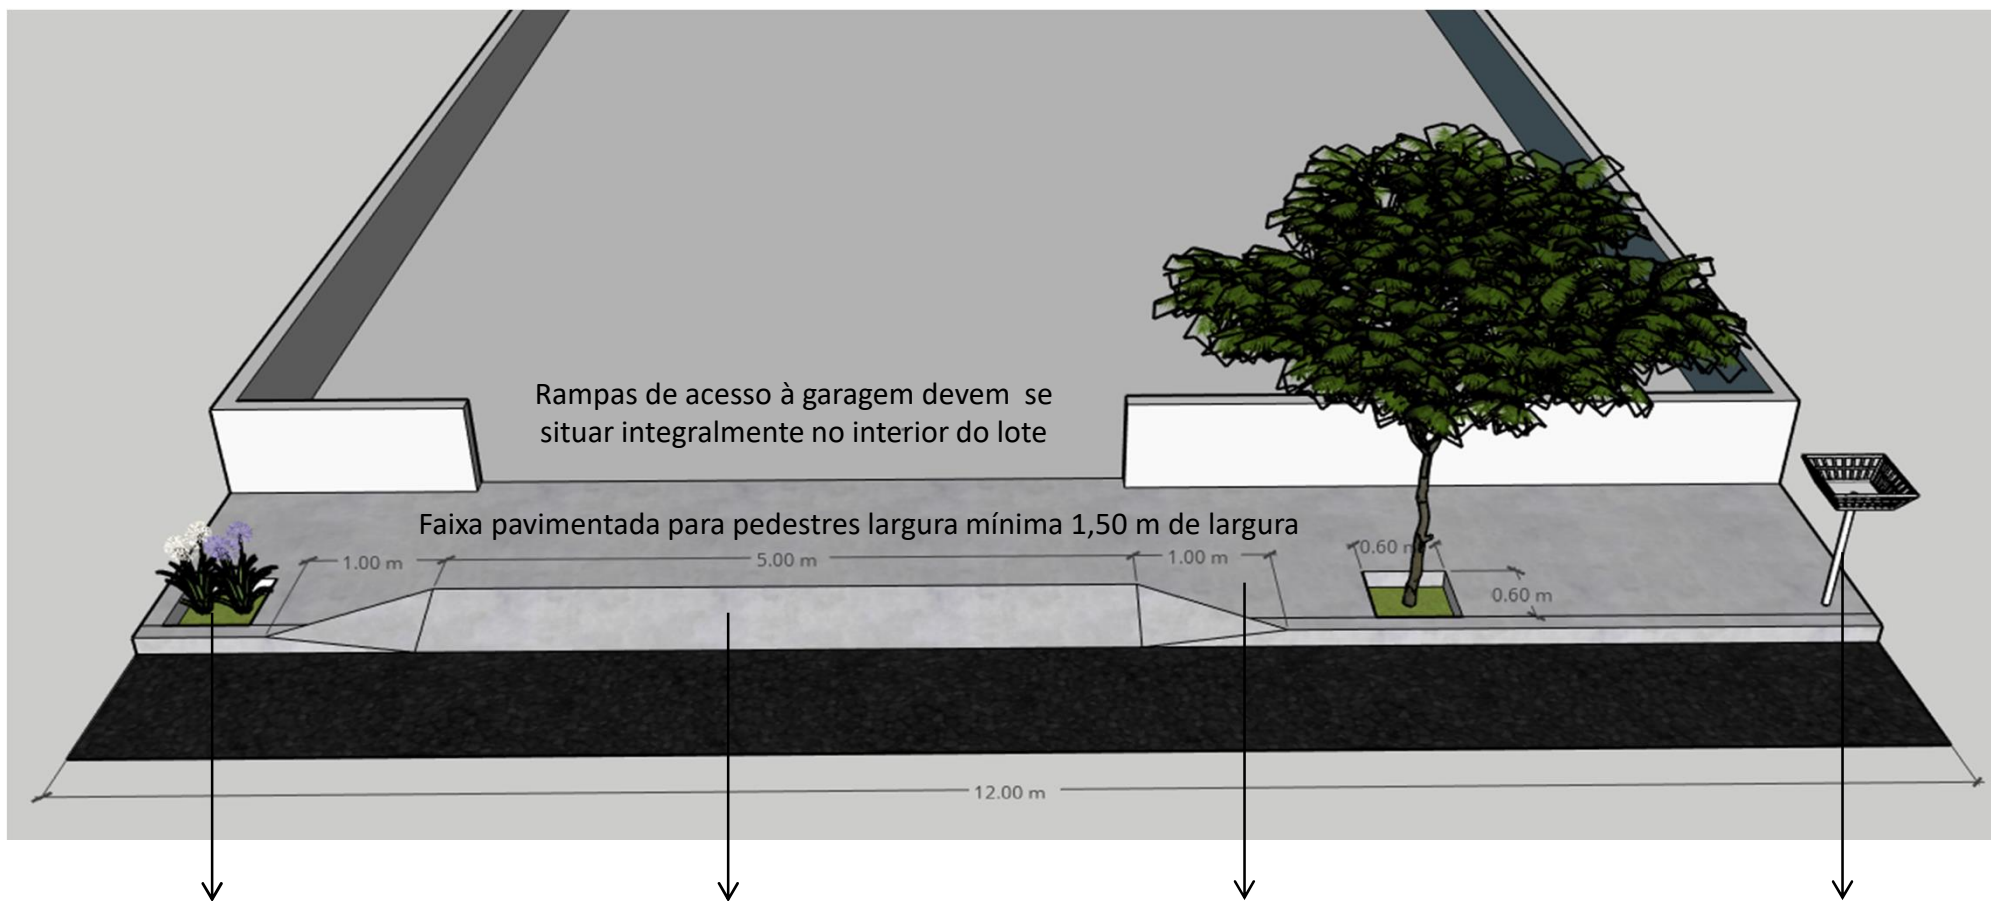 Rampas de acesso à garagem devem se
situar integralmente no interior do lote
Faixa pavimentada para pedestres largura mínima 1,50 m de largura
1.00 m
5.00 m
1.00 m
0.60 m
0.60 m
12.00 m